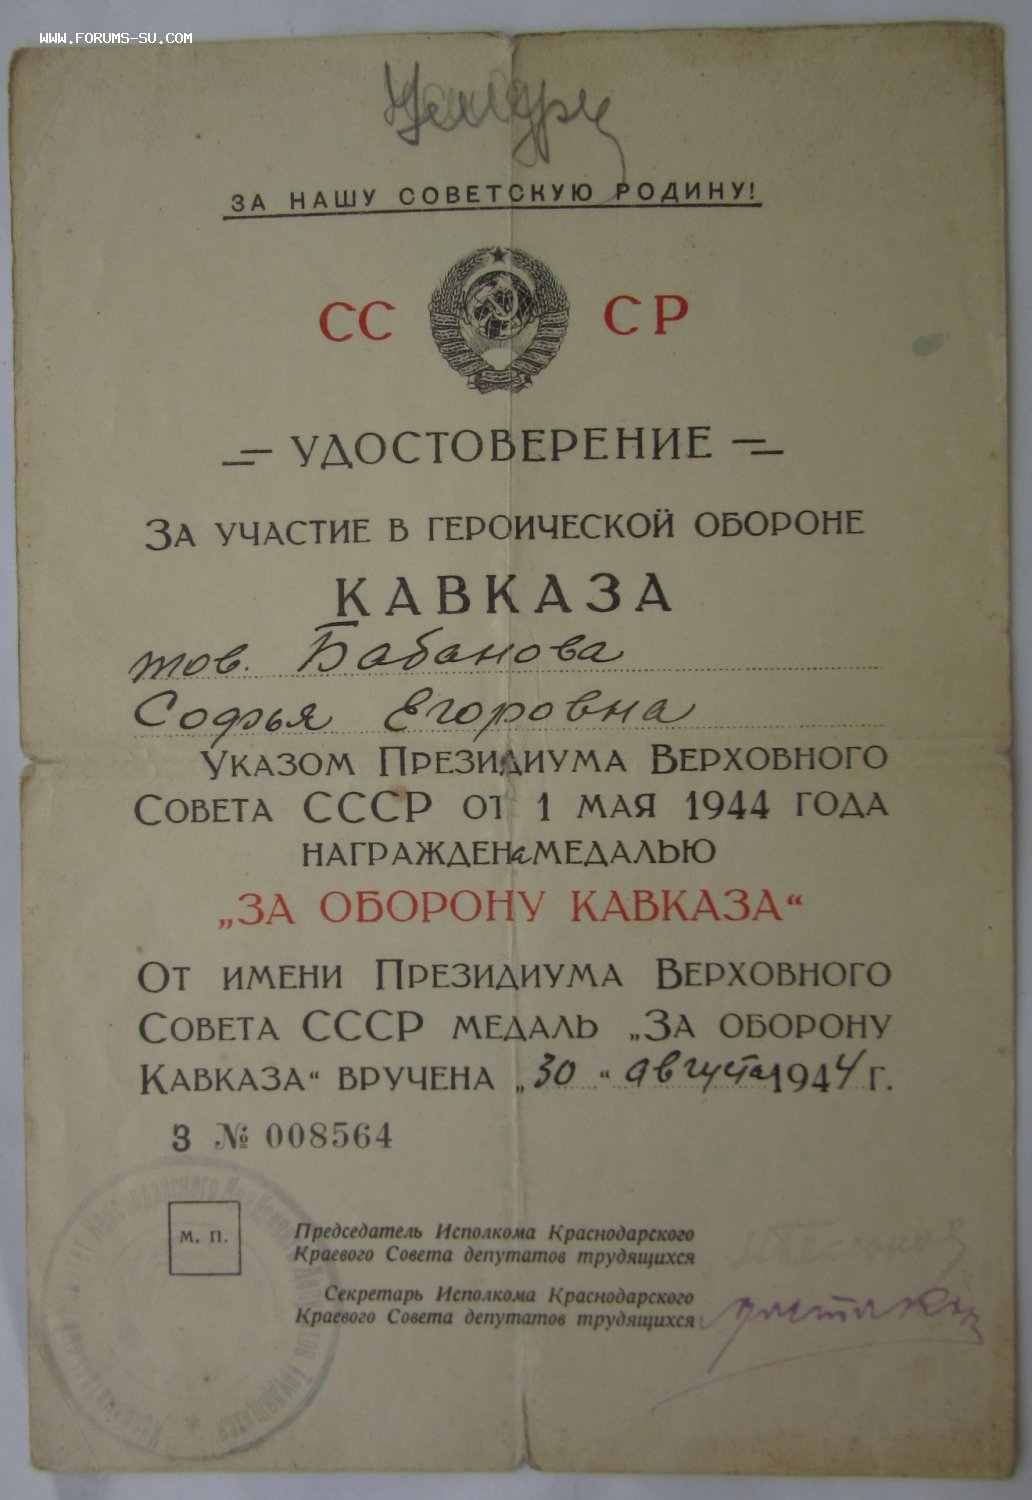 www.forums-su.com
ЗА НАШУ СОВЕТСКУЮ РОДИНУ!
СС СР
УДОСТОВЕРЕНИЕ
ЗА УЧАСТИЕ В ГЕРОИЧЕСКОЙ ОБОРОНЕ
КАВКАЗА
тов. Бабанова
Софья Егоровна
УКАЗОМ ПРЕЗИДИУМА ВЕРХОВНОГО
СОВЕТА СССР ОТ 1 МАЯ 1944 ГОДА
НАГРАЖДЕНа МЕДАЛЬЮ
„ЗА ОБОРОНУ КАВКАЗА“
ОТ ИМЕНИ ПРЕЗИДИУМА ВЕРХОВНОГО
СОВЕТА СССР МЕДАЛЬ „ЗА ОБОРОНУ
КАВКАЗА“ ВРУЧЕНА „30“ августа 1944 г.
З № 008564
М. П.
Председатель Исполкома Краснодарского
Краевого Совета депутатов трудящихся
Секретарь Исполкома Краснодарского
Краевого Совета депутатов трудящихся